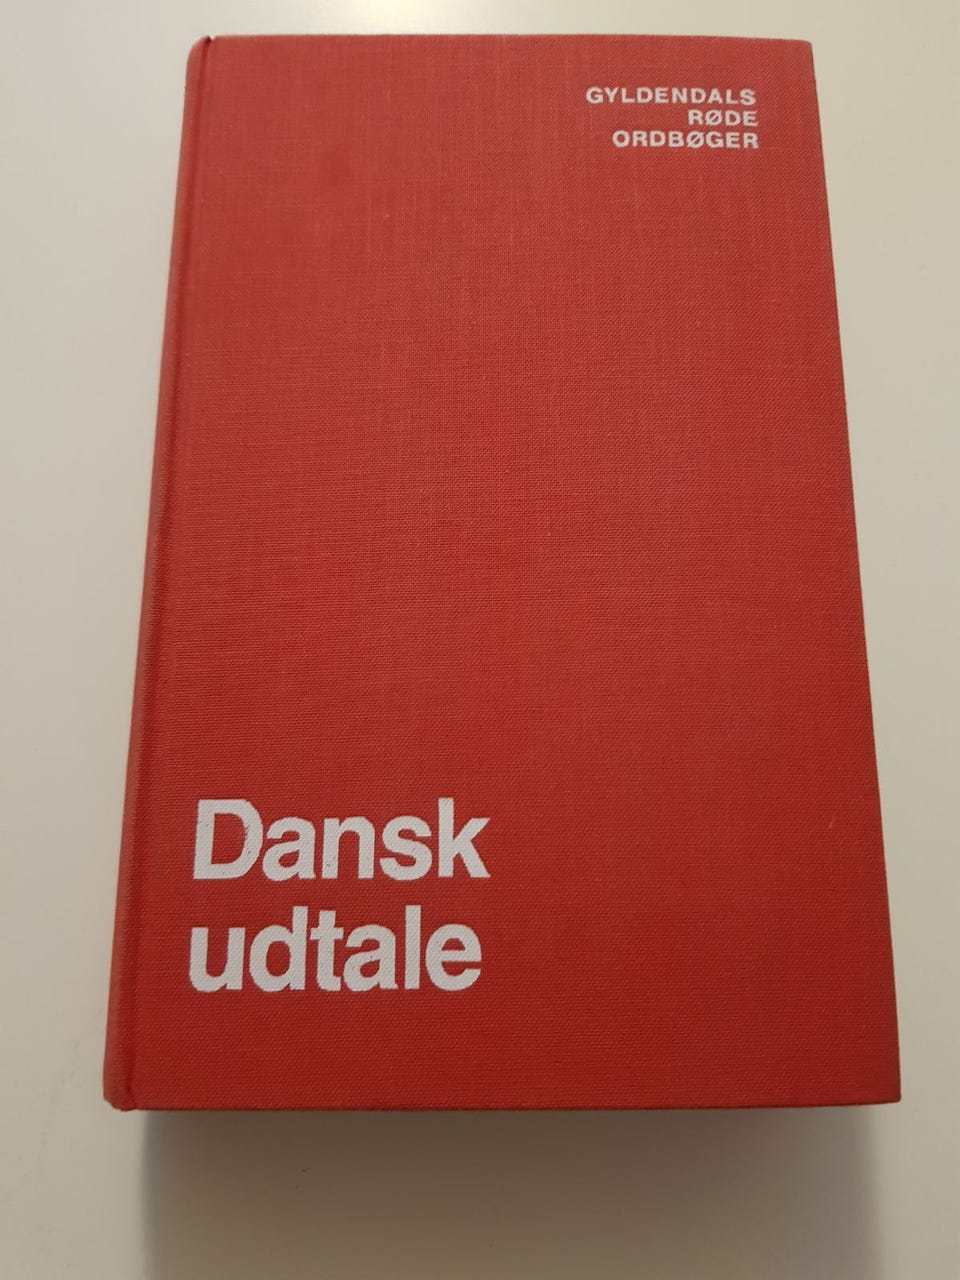 GYLDENDALS
RØDE
ORDBØGER
Dansk
udtale